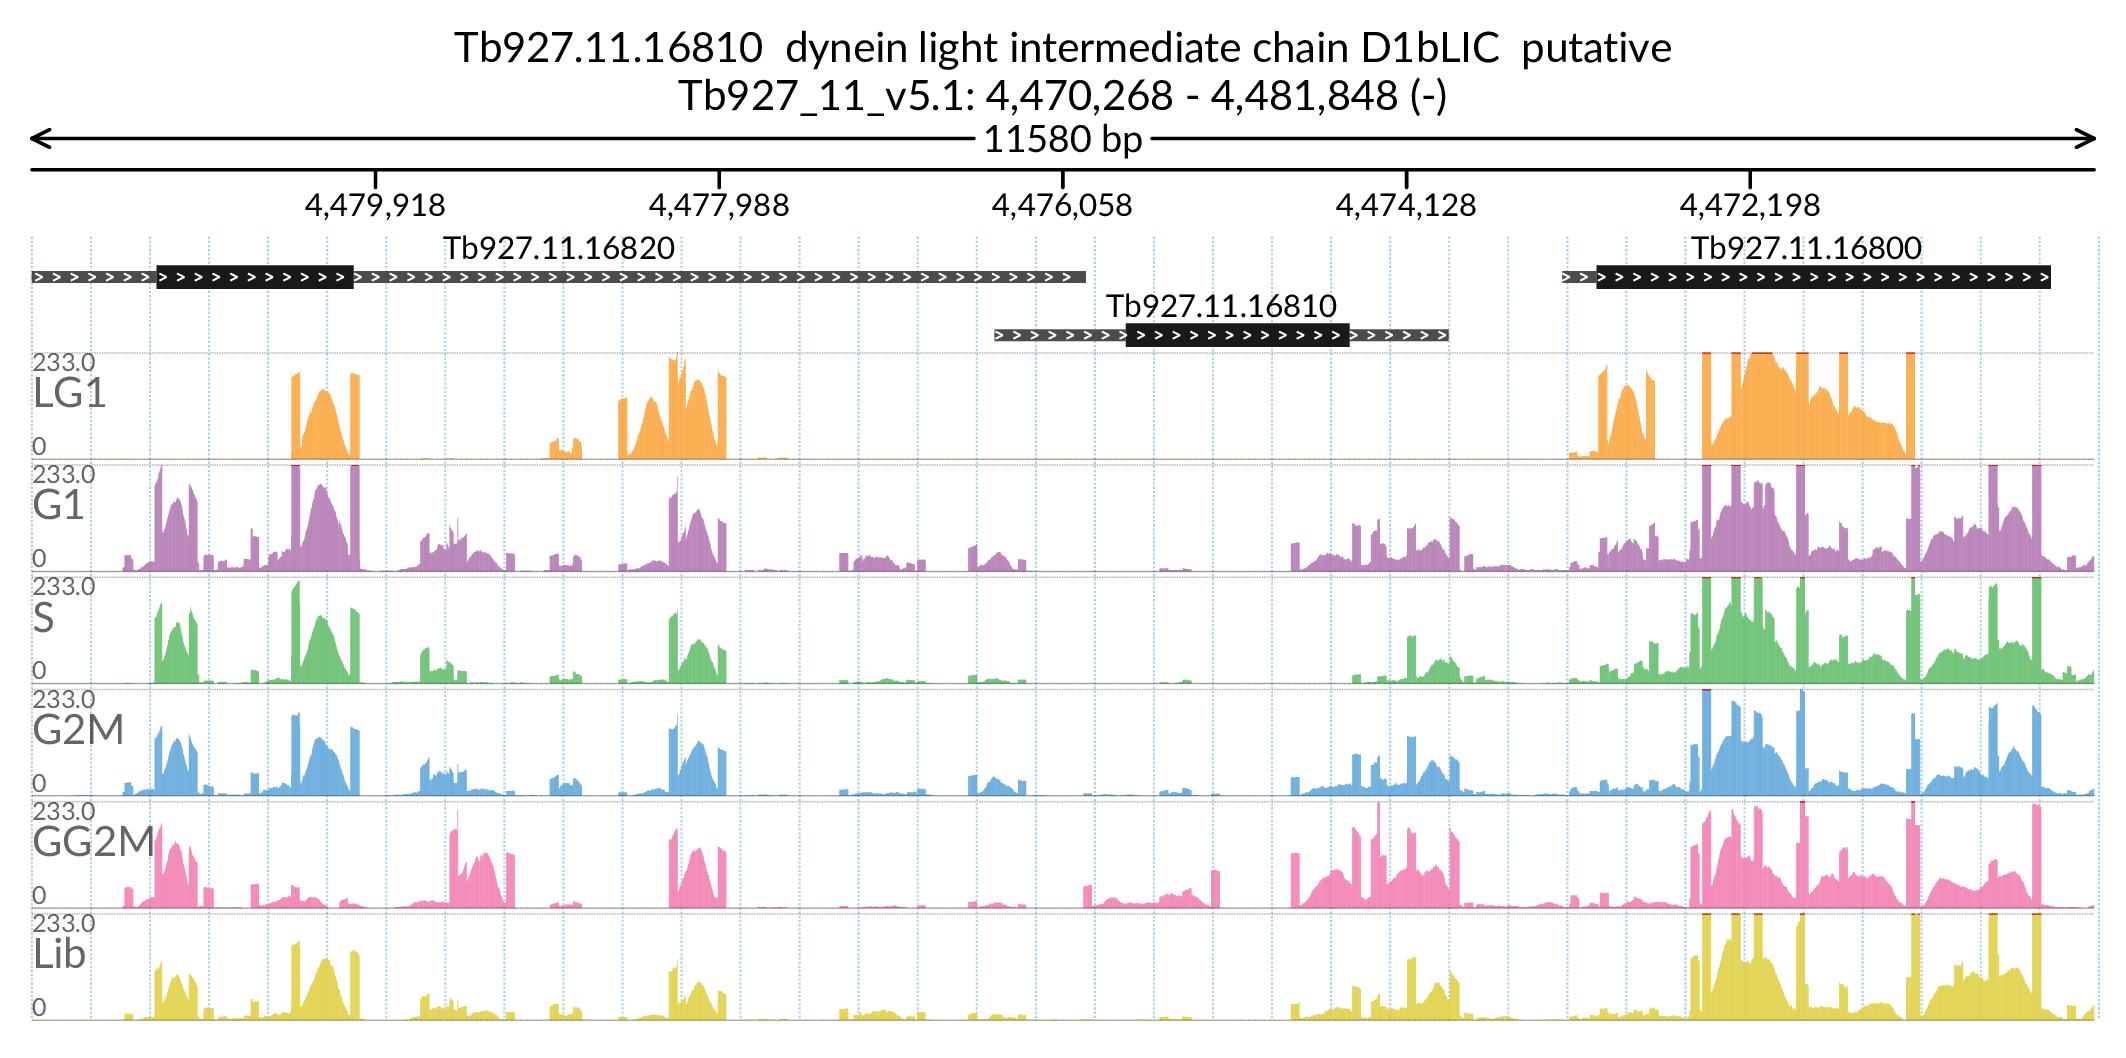 Tb927.11.16810  dynein light intermediate chain D1bLIC  putative
Tb927_11_v5.1: 4,470,268 - 4,481,848 (-)
11580 bp
4,479,918 4,477,988 4,476,058 4,474,128 4,472,198
Tb927.11.16820 Tb927.11.16800
Tb927.11.16810
233.0
LG1
0
233.0
G1
0
233.0
S
0
233.0
G2M
0
233.0
GG2M
0
233.0
Lib
0